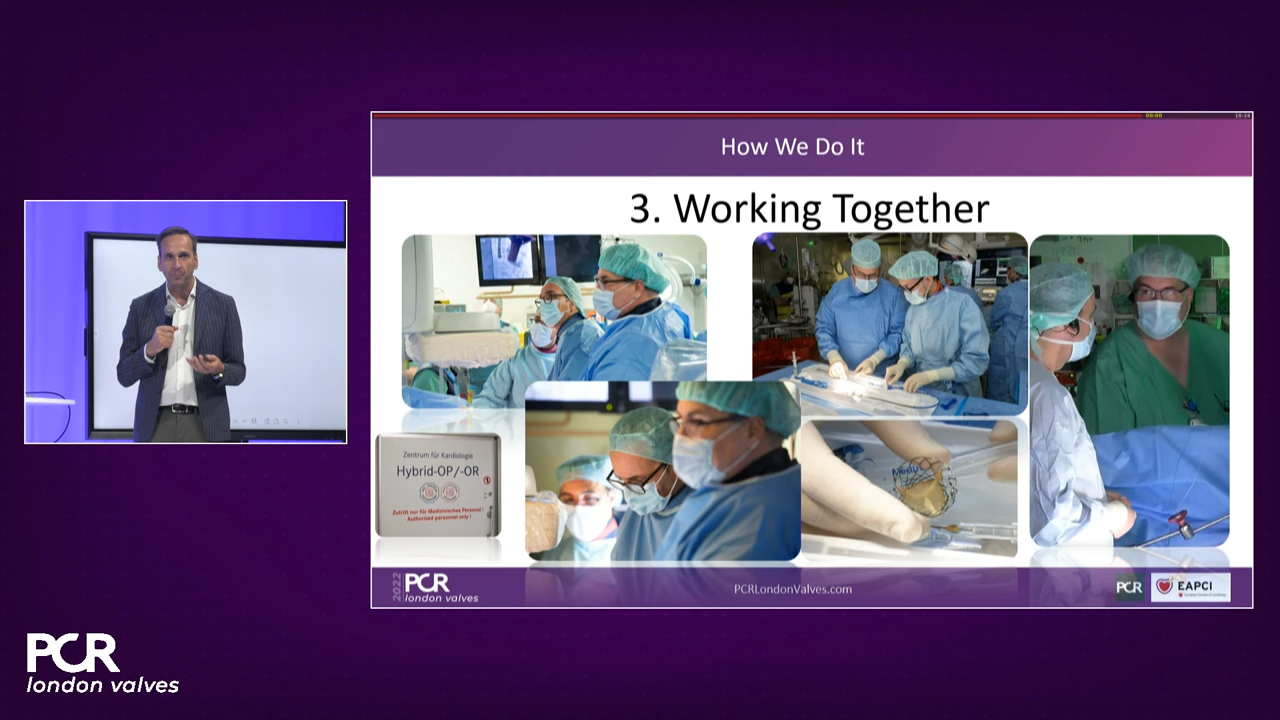 How We Do It
3. Working Together
Zentrum für Kardiologie
Hybrid-OP/-OR
Zutritt nur für Medizinisches Personal !
Authorized personnel only !
2022
PCR
london valves
PCRLondonValves.com
PCR
EAPCI
PCR
london valves